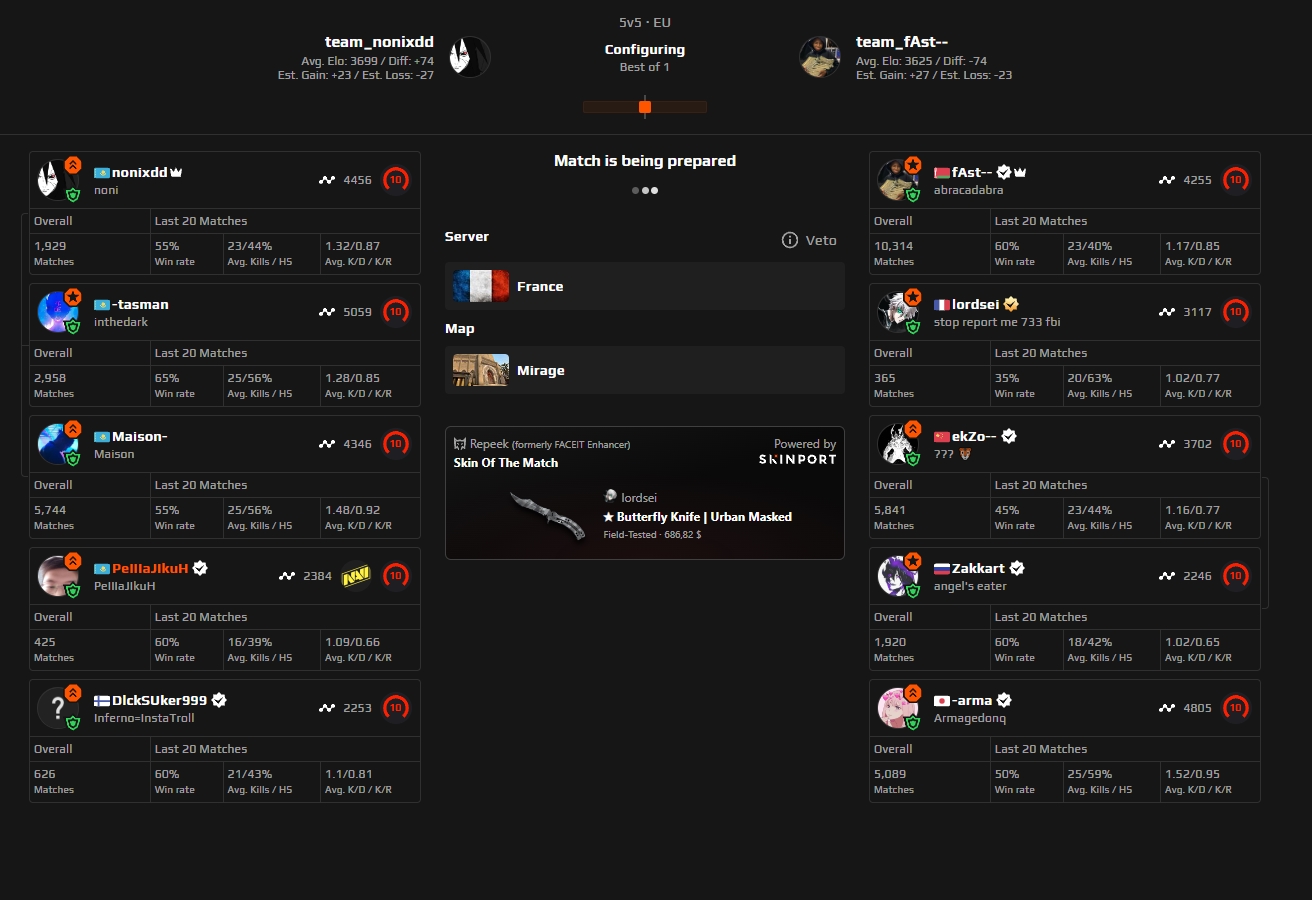 5v5 · EU
team_nonixdd
Avg. Elo: 3699 / Diff: +74
Est. Gain: +23 / Est. Loss: -27
Configuring
Best of 1
team_fAst--
Avg. Elo: 3625 / Diff: -74
Est. Gain: +27 / Est. Loss: -23
nonixdd
noni
4456
10
Overall
Last 20 Matches
1,929
Matches
55%
Win rate
23/44%
Avg. Kills / HS
1.32/0.87
Avg. K/D / K/R
-tasman
inthedark
5059
10
Overall
Last 20 Matches
2,958
Matches
65%
Win rate
25/56%
Avg. Kills / HS
1.28/0.85
Avg. K/D / K/R
Maison-
Maison
4346
10
Overall
Last 20 Matches
5,744
Matches
55%
Win rate
25/56%
Avg. Kills / HS
1.48/0.92
Avg. K/D / K/R
PeIIIaJIkuH
PeIIIaJIkuH
2384
10
Overall
Last 20 Matches
425
Matches
60%
Win rate
16/39%
Avg. Kills / HS
1.09/0.66
Avg. K/D / K/R
?
DIckSUker999
Inferno=InstaTroll
2253
10
Overall
Last 20 Matches
626
Matches
60%
Win rate
21/43%
Avg. Kills / HS
1.1/0.81
Avg. K/D / K/R
Match is being prepared
Server
Veto
France
Map
Mirage
Repeek (formerly FACEIT Enhancer)
Skin Of The Match
Powered by
SKINPORT
lordsei
★ Butterfly Knife | Urban Masked
Field-Tested · 686,82 $
fAst--
abracadabra
4255
10
Overall
Last 20 Matches
10,314
Matches
60%
Win rate
23/40%
Avg. Kills / HS
1.17/0.85
Avg. K/D / K/R
lordsei
stop report me 733 fbi
3117
10
Overall
Last 20 Matches
365
Matches
35%
Win rate
20/63%
Avg. Kills / HS
1.02/0.77
Avg. K/D / K/R
ekZo--
??? 🐯
3702
10
Overall
Last 20 Matches
5,841
Matches
45%
Win rate
23/44%
Avg. Kills / HS
1.16/0.77
Avg. K/D / K/R
Zakkart
angel's eater
2246
10
Overall
Last 20 Matches
1,920
Matches
60%
Win rate
18/42%
Avg. Kills / HS
1.02/0.65
Avg. K/D / K/R
-arma
Armagedonq
4805
10
Overall
Last 20 Matches
5,089
Matches
50%
Win rate
25/59%
Avg. Kills / HS
1.52/0.95
Avg. K/D / K/R